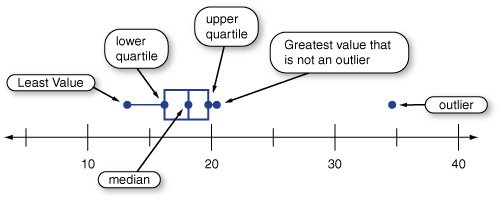 upper
quartile
lower
quartile
Greatest value that
is not an outlier
Least Value
outlier
10
20
30
40
median